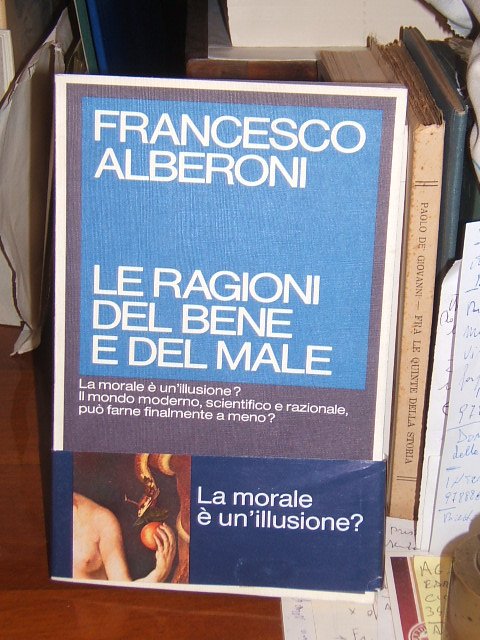 FRANCESCO
ALBERONI
LE RAGIONI
DEL BENE
E DEL MALE
La morale è un'illusione?
Il mondo moderno, scientifico e razionale,
può farne finalmente a meno?
La morale
è un'illusione?
PAOLO DE' GIOVANNI - FRA LE QUINTE DELLA STORIA